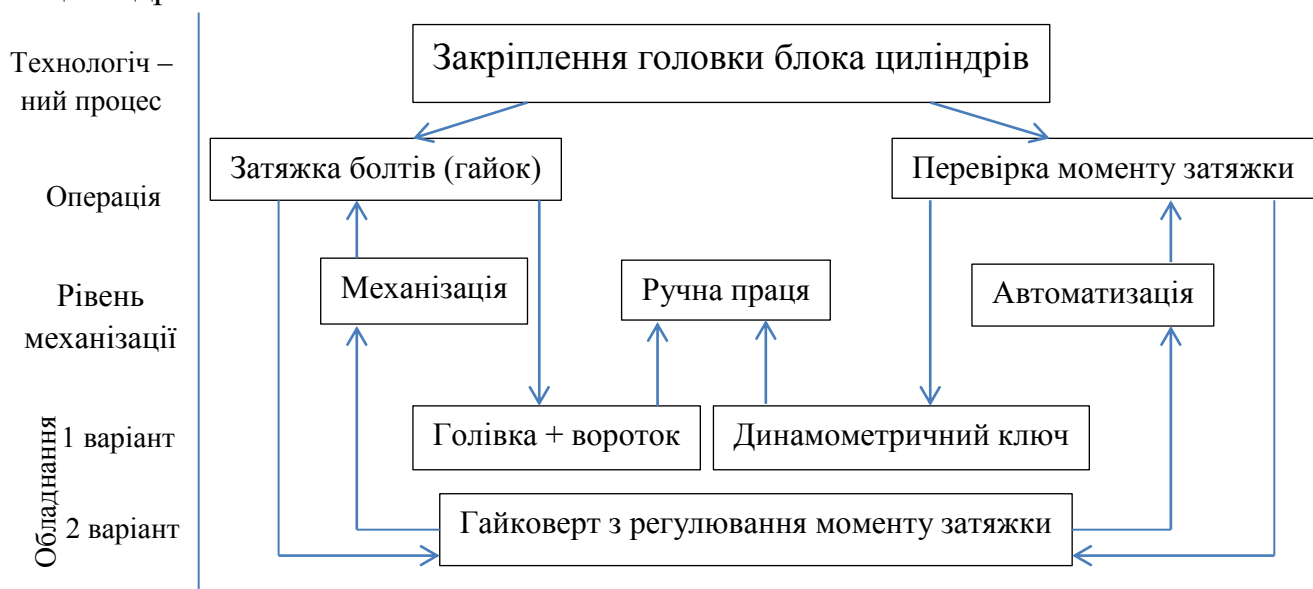 Закріплення головки блока циліндрів
Технологіч –
ний процес
Затяжка болтів (гайок)
Перевірка моменту затяжки
Операція
Механізація
Ручна праця
Автоматизація
Рівень
механізації
Обладнання
1 варіант
Голівка + вороток
Динамометричний ключ
2 варіант
Гайковерт з регулювання моменту затяжки